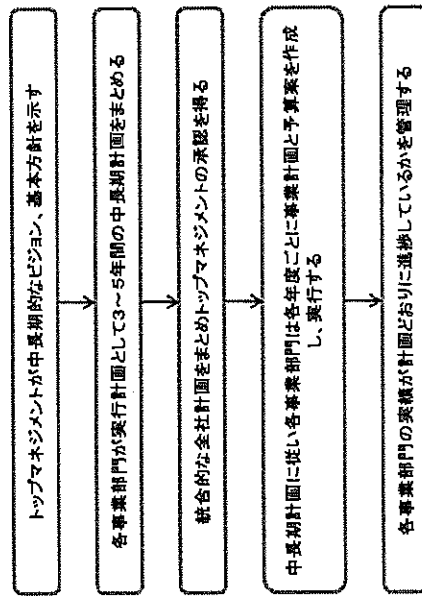 トップマネジメントが中長期的なビジョン、基本方針を示す
各事業部門が実行計画として3～5年間の中長期計画をまとめる
統合的な全社計画をまとめトップマネジメントの承認を得る
中長期計画に従い各事業部門は各年度ごとに事業計画と予算案を作成
し、実行する
各事業部門の実績が計画どおりに進捗しているかを管理する